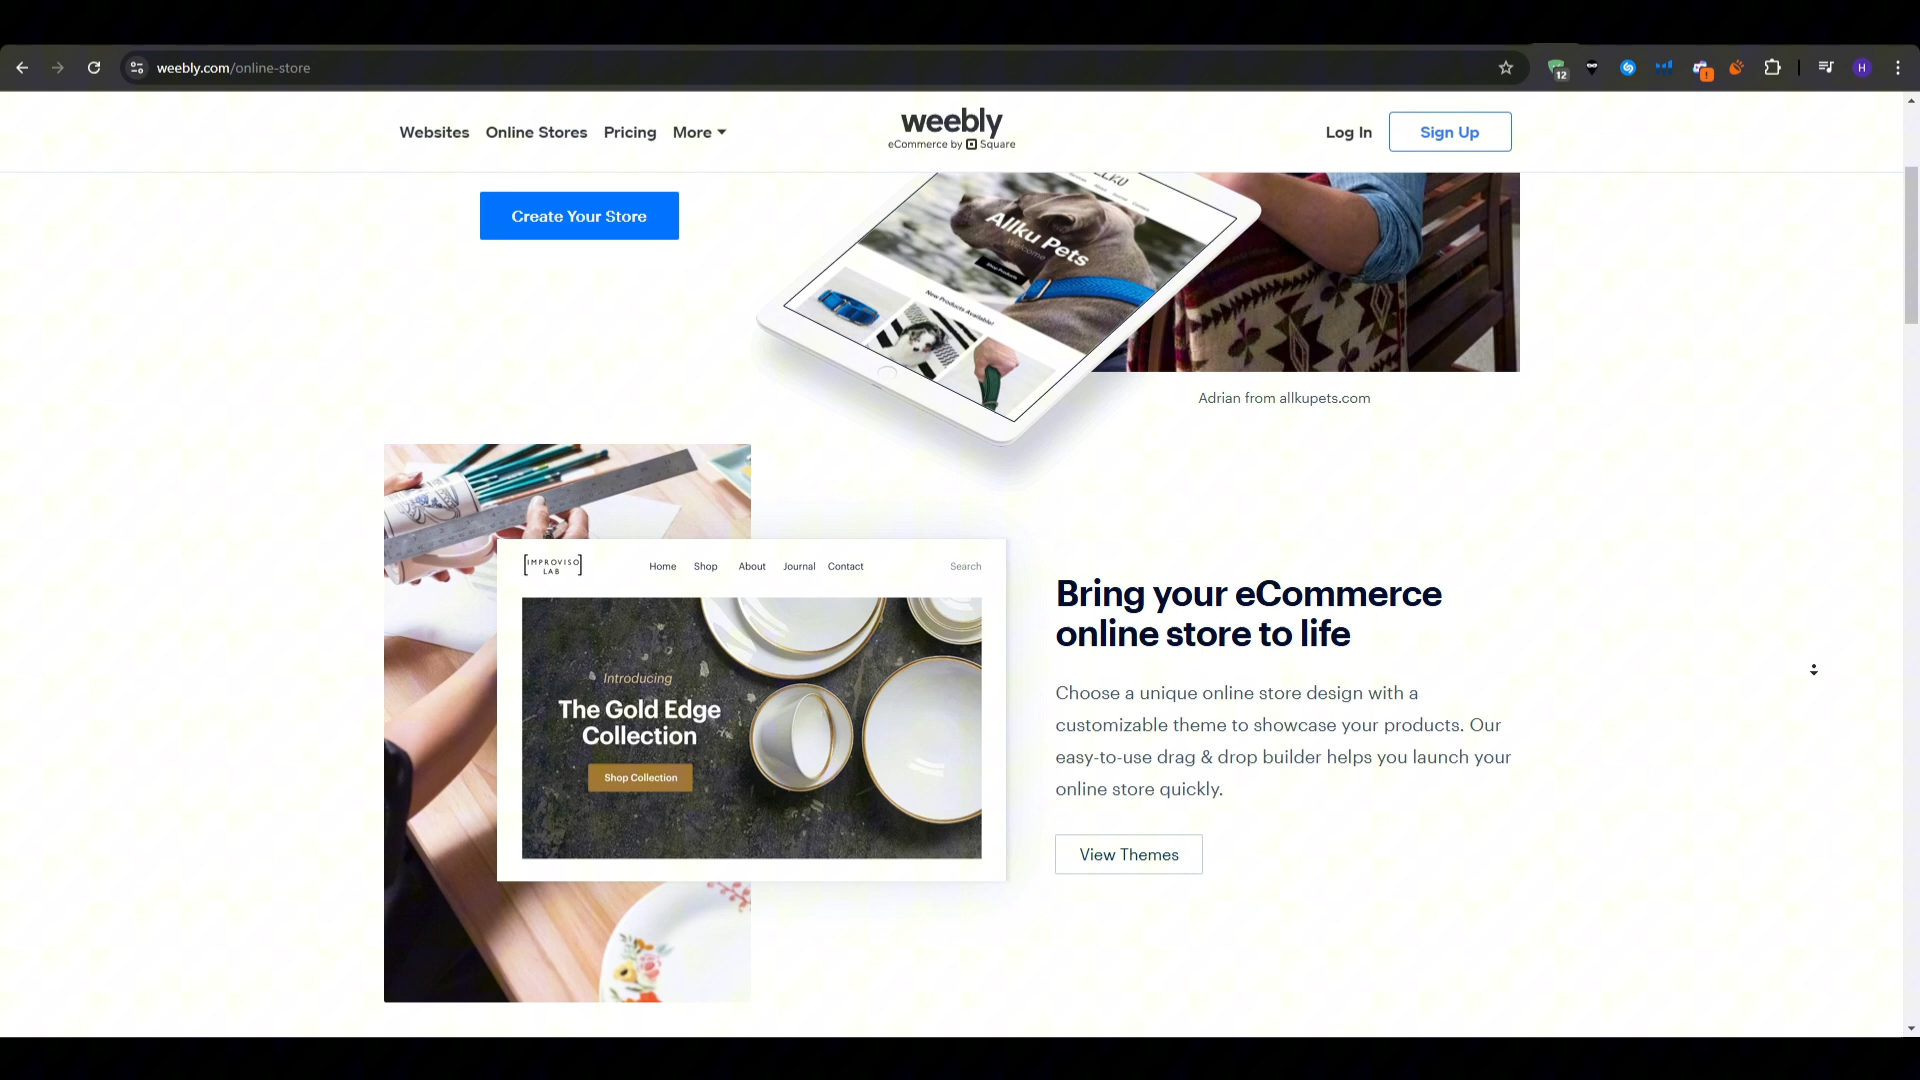 weebly.com/online-store
12
H
Websites Online Stores Pricing More
weebly
eCommerce by Square
Log In
Sign Up
Create Your Store
Allku Pets
Welcome
Shop Products
New Products Available!
Adrian from allkupets.com
IMPROVISO
LAB
Home Shop About Journal Contact
Search
Introducing
The Gold Edge
Collection
Shop Collection
Bring your eCommerce
online store to life
Choose a unique online store design with a
customizable theme to showcase your products. Our
easy-to-use drag & drop builder helps you launch your
online store quickly.
View Themes